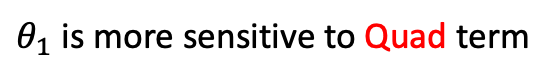 θ₁ is more sensitive to Quad term